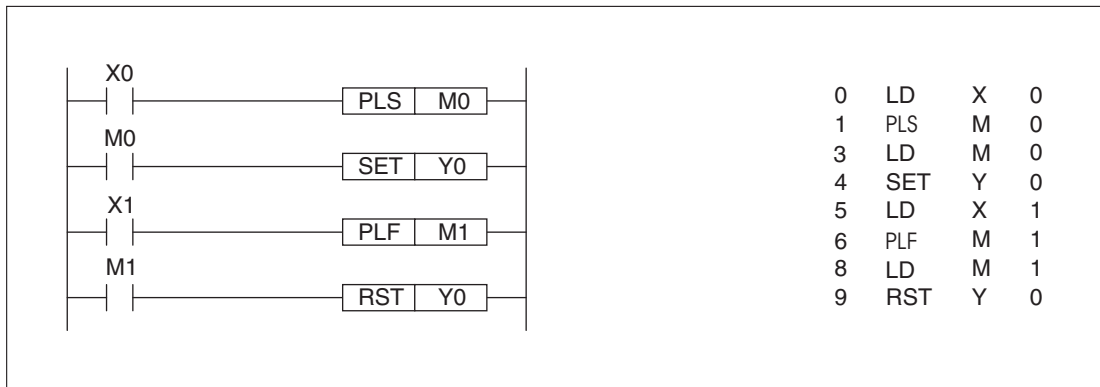 X0
PLS M0
M0
SET Y0
X1
PLF M1
M1
RST Y0
0 LD X 0
1 PLS M 0
3 LD M 0
4 SET Y 0
5 LD X 1
6 PLF M 1
8 LD M 1
9 RST Y 0